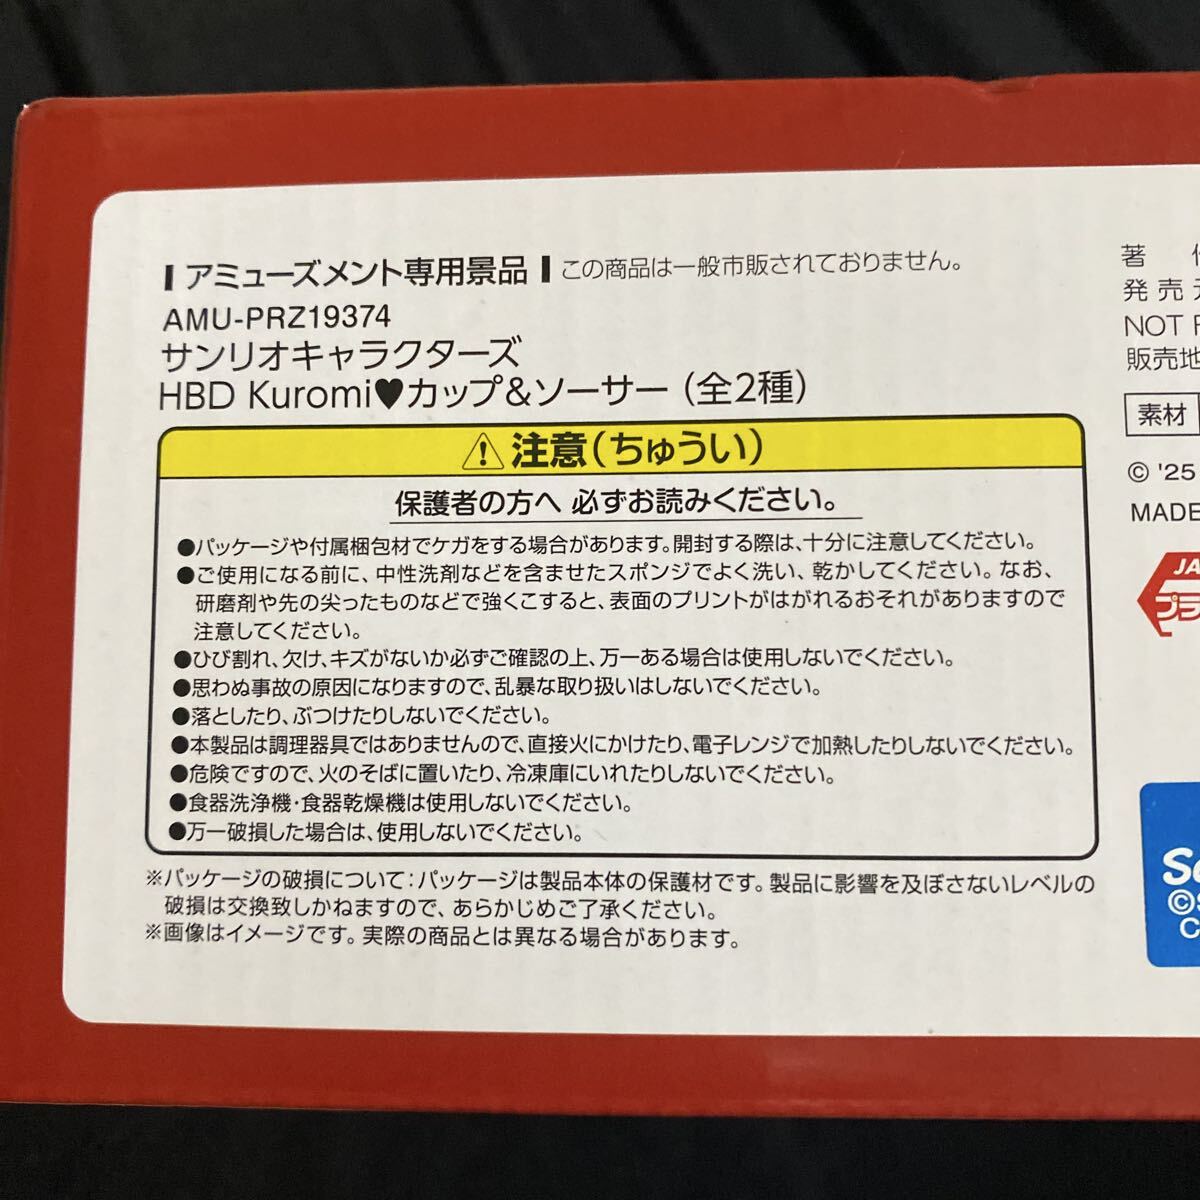 アミューズメント専用景品 この商品は一般市販されておりません。
AMU-PRZ19374
サンリオキャラクターズ
HBD Kuromi♥カップ&ソーサー(全2種)
⚠注意(ちゅうい)
保護者の方へ 必ずお読みください。
●パッケージや付属梱包材でケガをする場合があります。開封する際は、十分に注意してください。
●ご使用になる前に、中性洗剤などを含ませたスポンジでよく洗い、乾かしてください。なお、
研磨剤や先の尖ったものなどで強くこすると、表面のプリントがはがれるおそれがありますので
注意してください。
●ひび割れ、欠け、キズがないか必ずご確認の上、万一ある場合は使用しないでください。
●思わぬ事故の原因になりますので、乱暴な取り扱いはしないでください。
●落としたり、ぶつけたりしないでください。
●本製品は調理器具ではありませんので、直接火にかけたり、電子レンジで加熱したりしないでください。
●危険ですので、火のそばに置いたり、冷凍庫にいれたりしないでください。
●食器洗浄機・食器乾燥機は使用しないでください。
●万一破損した場合は、使用しないでください。
※パッケージの破損について：パッケージは製品本体の保護材です。製品に影響を及ぼさないレベルの
破損は交換致しかねますので、あらかじめご了承ください。
※画像はイメージです。実際の商品とは異なる場合があります。
著
発売
NOT
販売地
素材
© '25
MADE
JA
プラ
S
©
C